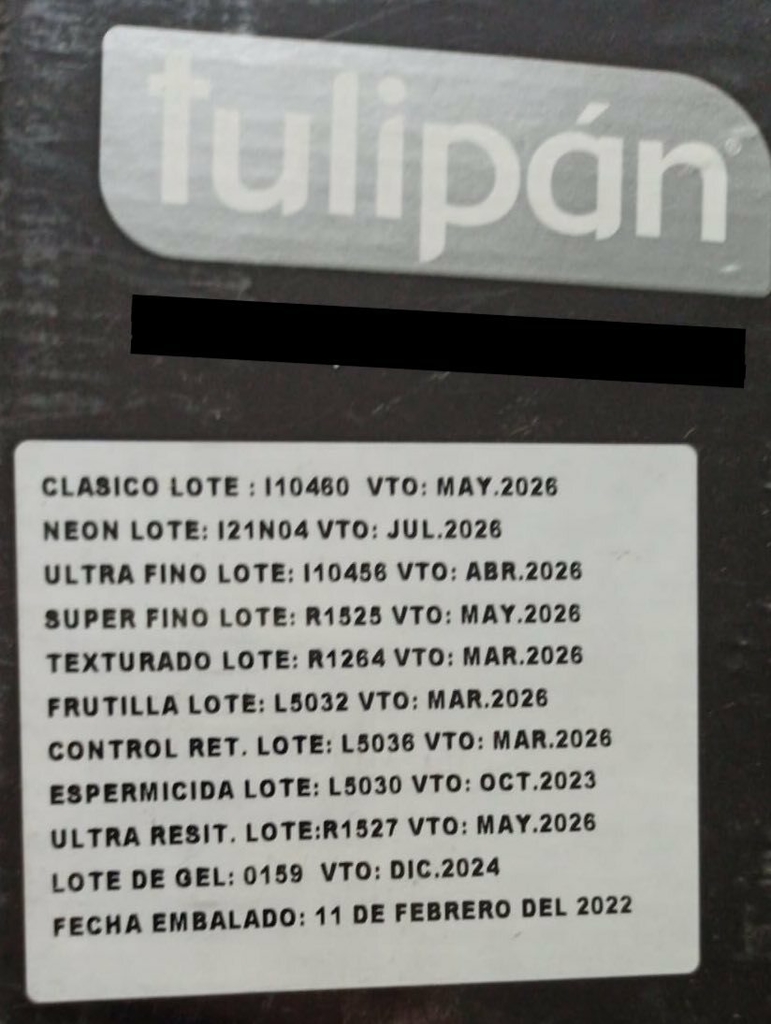 tulipán
CLASICO LOTE : I10460 VTO: MAY.2026
NEON LOTE: I21N04 VTO: JUL.2026
ULTRA FINO LOTE: I10456 VTO: ABR.2026
SUPER FINO LOTE: R1525 VTO: MAY.2026
TEXTURADO LOTE: R1264 VTO: MAR.2026
FRUTILLA LOTE: L5032 VTO: MAR.2026
CONTROL RET. LOTE: L5036 VTO: MAR.2026
ESPERMICIDA LOTE: L5030 VTO: OCT.2023
ULTRA RESIT. LOTE:R1527 VTO: MAY.2026
LOTE DE GEL: 0159 VTO: DIC.2024
FECHA EMBALADO: 11 DE FEBRERO DEL 2022